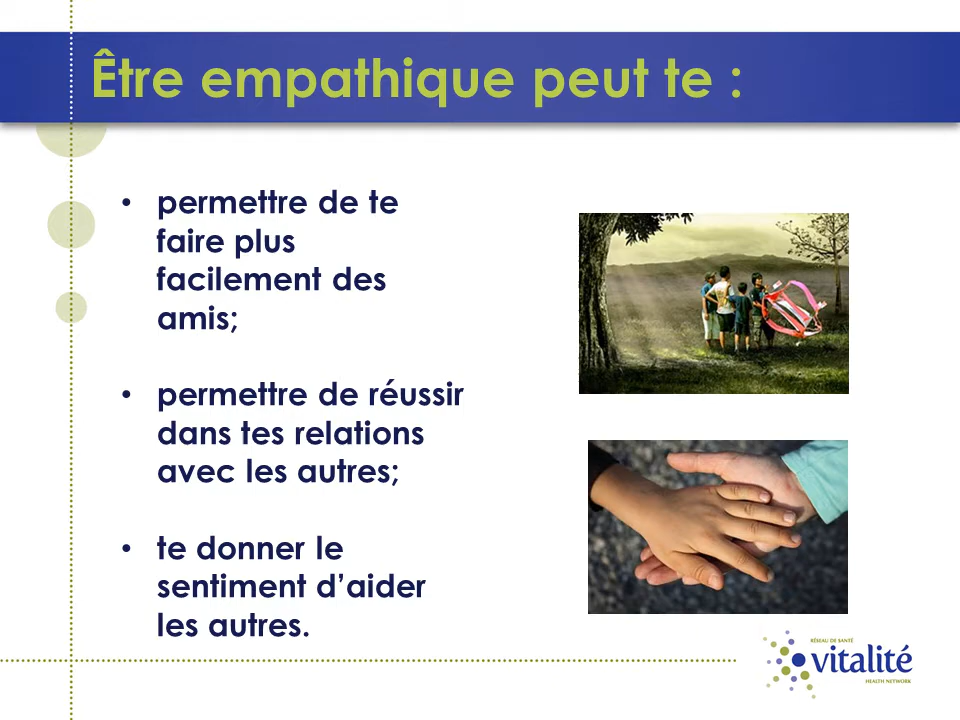 Être empathique peut te :
• permettre de te
faire plus
facilement des
amis;
• permettre de réussir
dans tes relations
avec les autres;
• te donner le
sentiment d’aider
les autres.
RÉSEAU DE SANTÉ
vitalité
HEALTH NETWORK